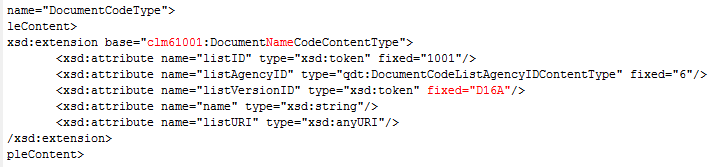 name="DocumentCodeType">
leContent>
xsd:extension base="clm61001:DocumentNameCodeContentType">
<xsd:attribute name="listID" type="xsd:token" fixed="1001"/>
<xsd:attribute name="listAgencyID" type="qdt:DocumentCodeListAgencyIDContentType" fixed="6"/>
<xsd:attribute name="listVersionID" type="xsd:token" fixed="D16A"/>
<xsd:attribute name="name" type="xsd:string"/>
<xsd:attribute name="listURI" type="xsd:anyURI"/>
/xsd:extension>
pleContent>